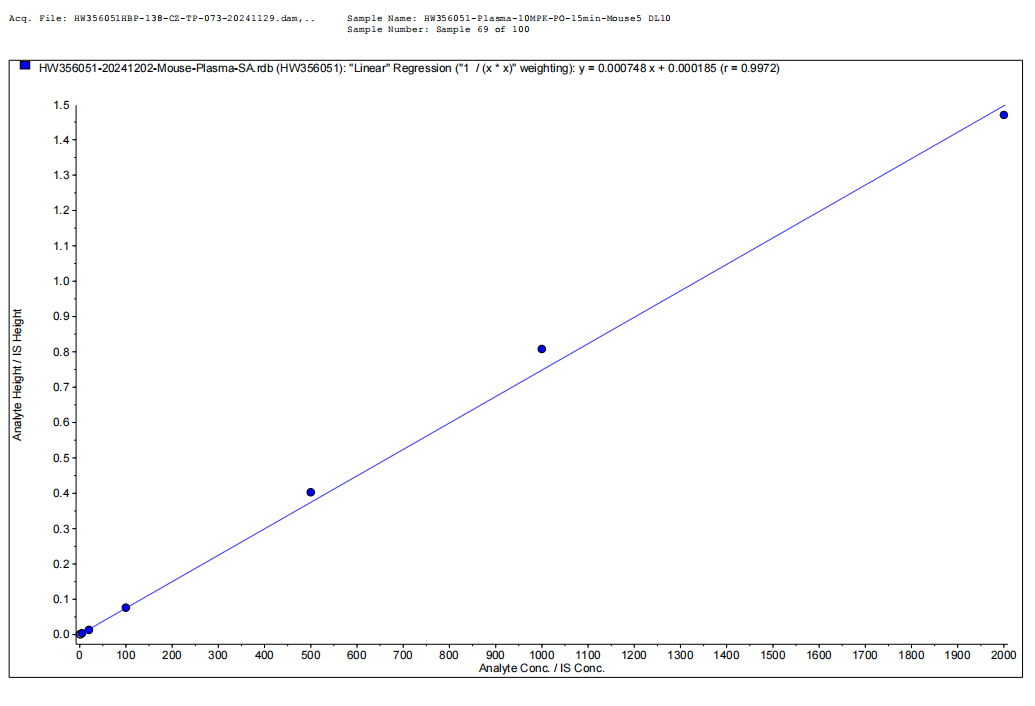 Acq. File: HW356051HBP-138-CZ-TP-073-20241129.dam,..
Sample Name: HW356051-Plasma-10MPK-PO-15min-Mouse5 DL10
Sample Number: Sample 69 of 100
HW356051-20241202-Mouse-Plasma-SA.rdb (HW356051): "Linear" Regression ("1 / (x * x)" weighting): y = 0.000748 x + 0.000185 (r = 0.9972)
Analyte Height / IS Height
1.5
1.4
1.3
1.2
1.1
1.0
0.9
0.8
0.7
0.6
0.5
0.4
0.3
0.2
0.1
0.0
0 100 200 300 400 500 600 700 800 900 1000 1100 1200 1300 1400 1500 1600 1700 1800 1900 2000
Analyte Conc. / IS Conc.